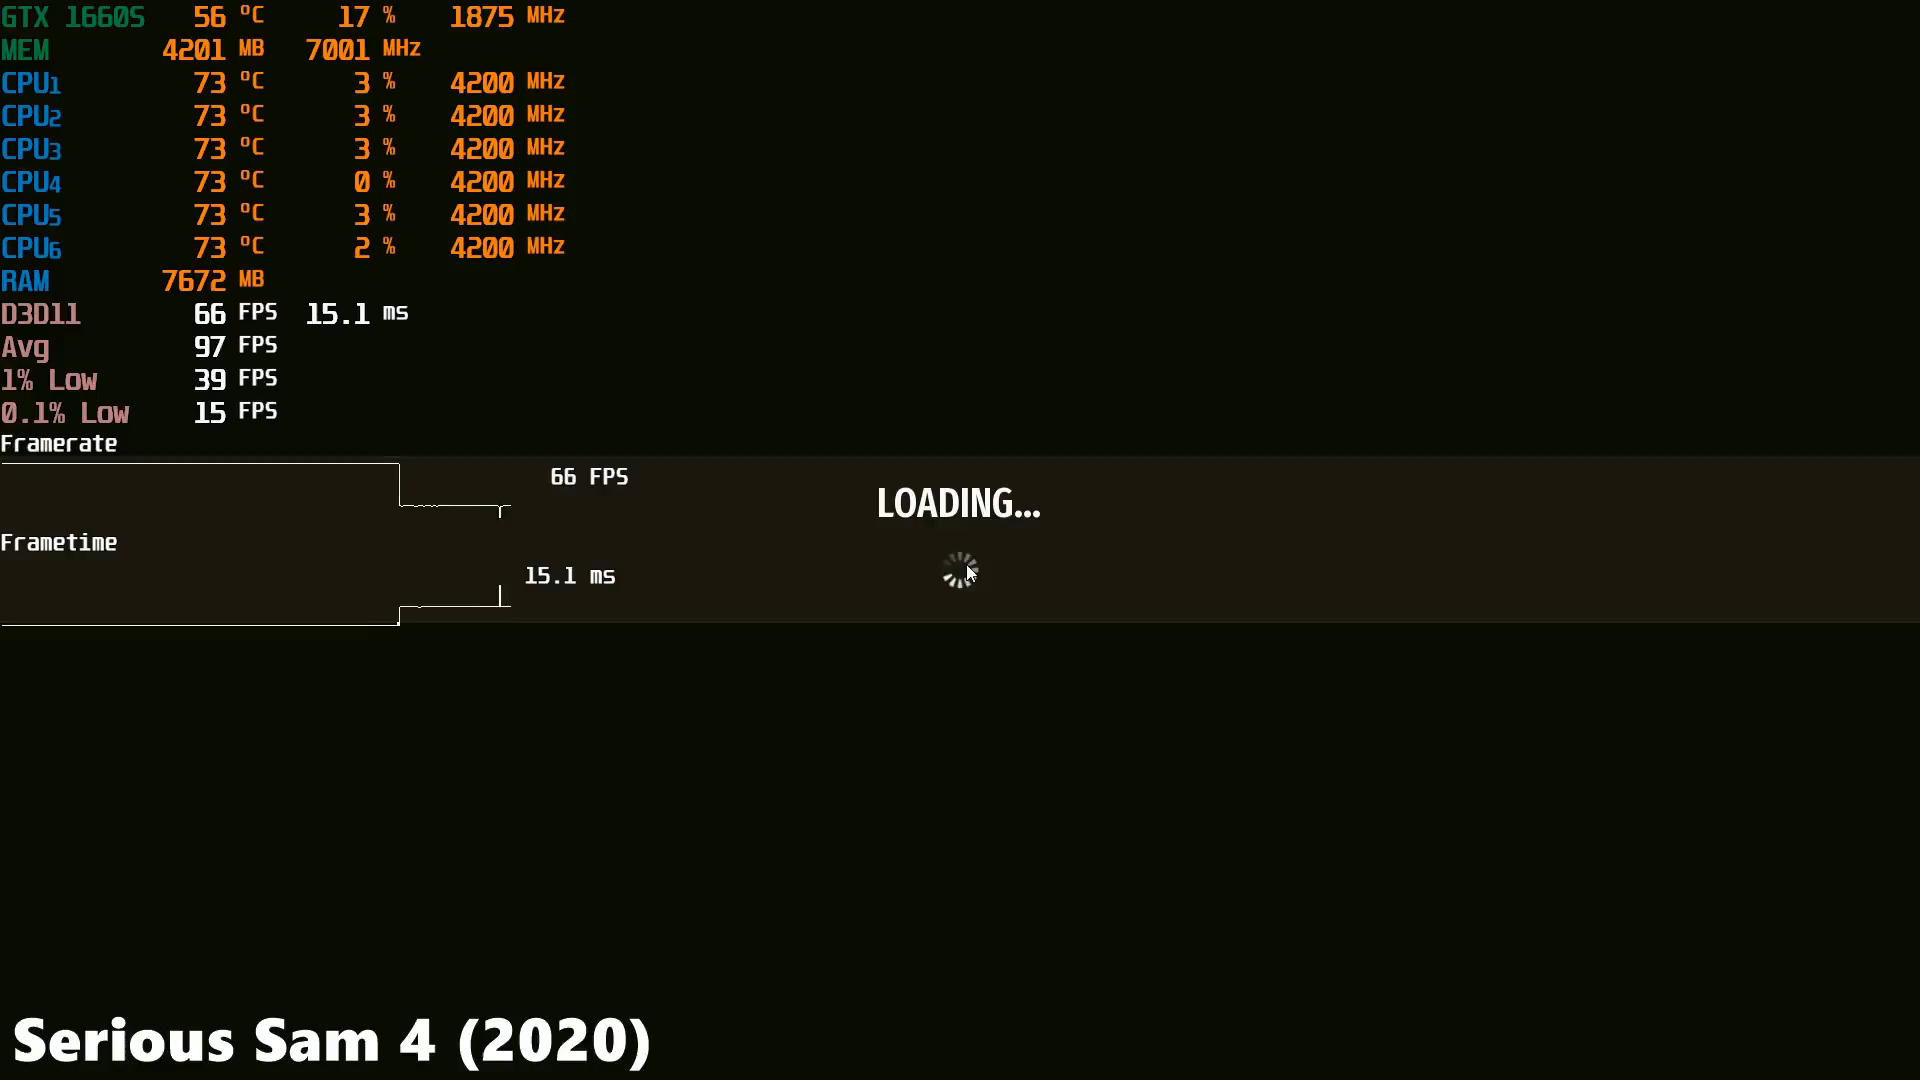 GTX 1660S 56 °C 17 % 1875 MHz
MEM 4201 MB 7001 MHz
CPU1 73 °C 3 % 4200 MHz
CPU2 73 °C 3 % 4200 MHz
CPU3 73 °C 3 % 4200 MHz
CPU4 73 °C 0 % 4200 MHz
CPU5 73 °C 3 % 4200 MHz
CPU6 73 °C 2 % 4200 MHz
RAM 7672 MB
D3D11 66 FPS 15.1 ms
Avg 97 FPS
1% Low 39 FPS
0.1% Low 15 FPS
Framerate
66 FPS
LOADING...
Frametime
15.1 ms
Serious Sam 4 (2020)